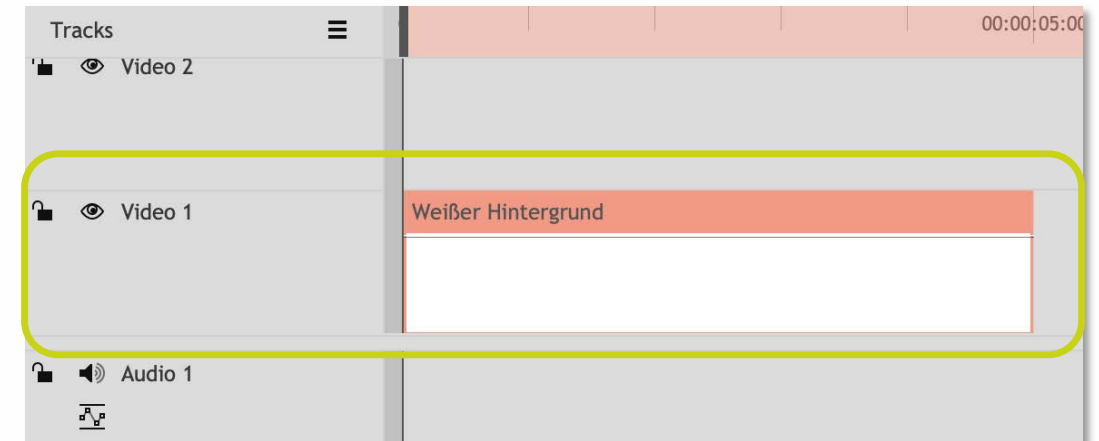 Tracks
00:00:05:00
Video 2
Video 1
Weißer Hintergrund
Audio 1